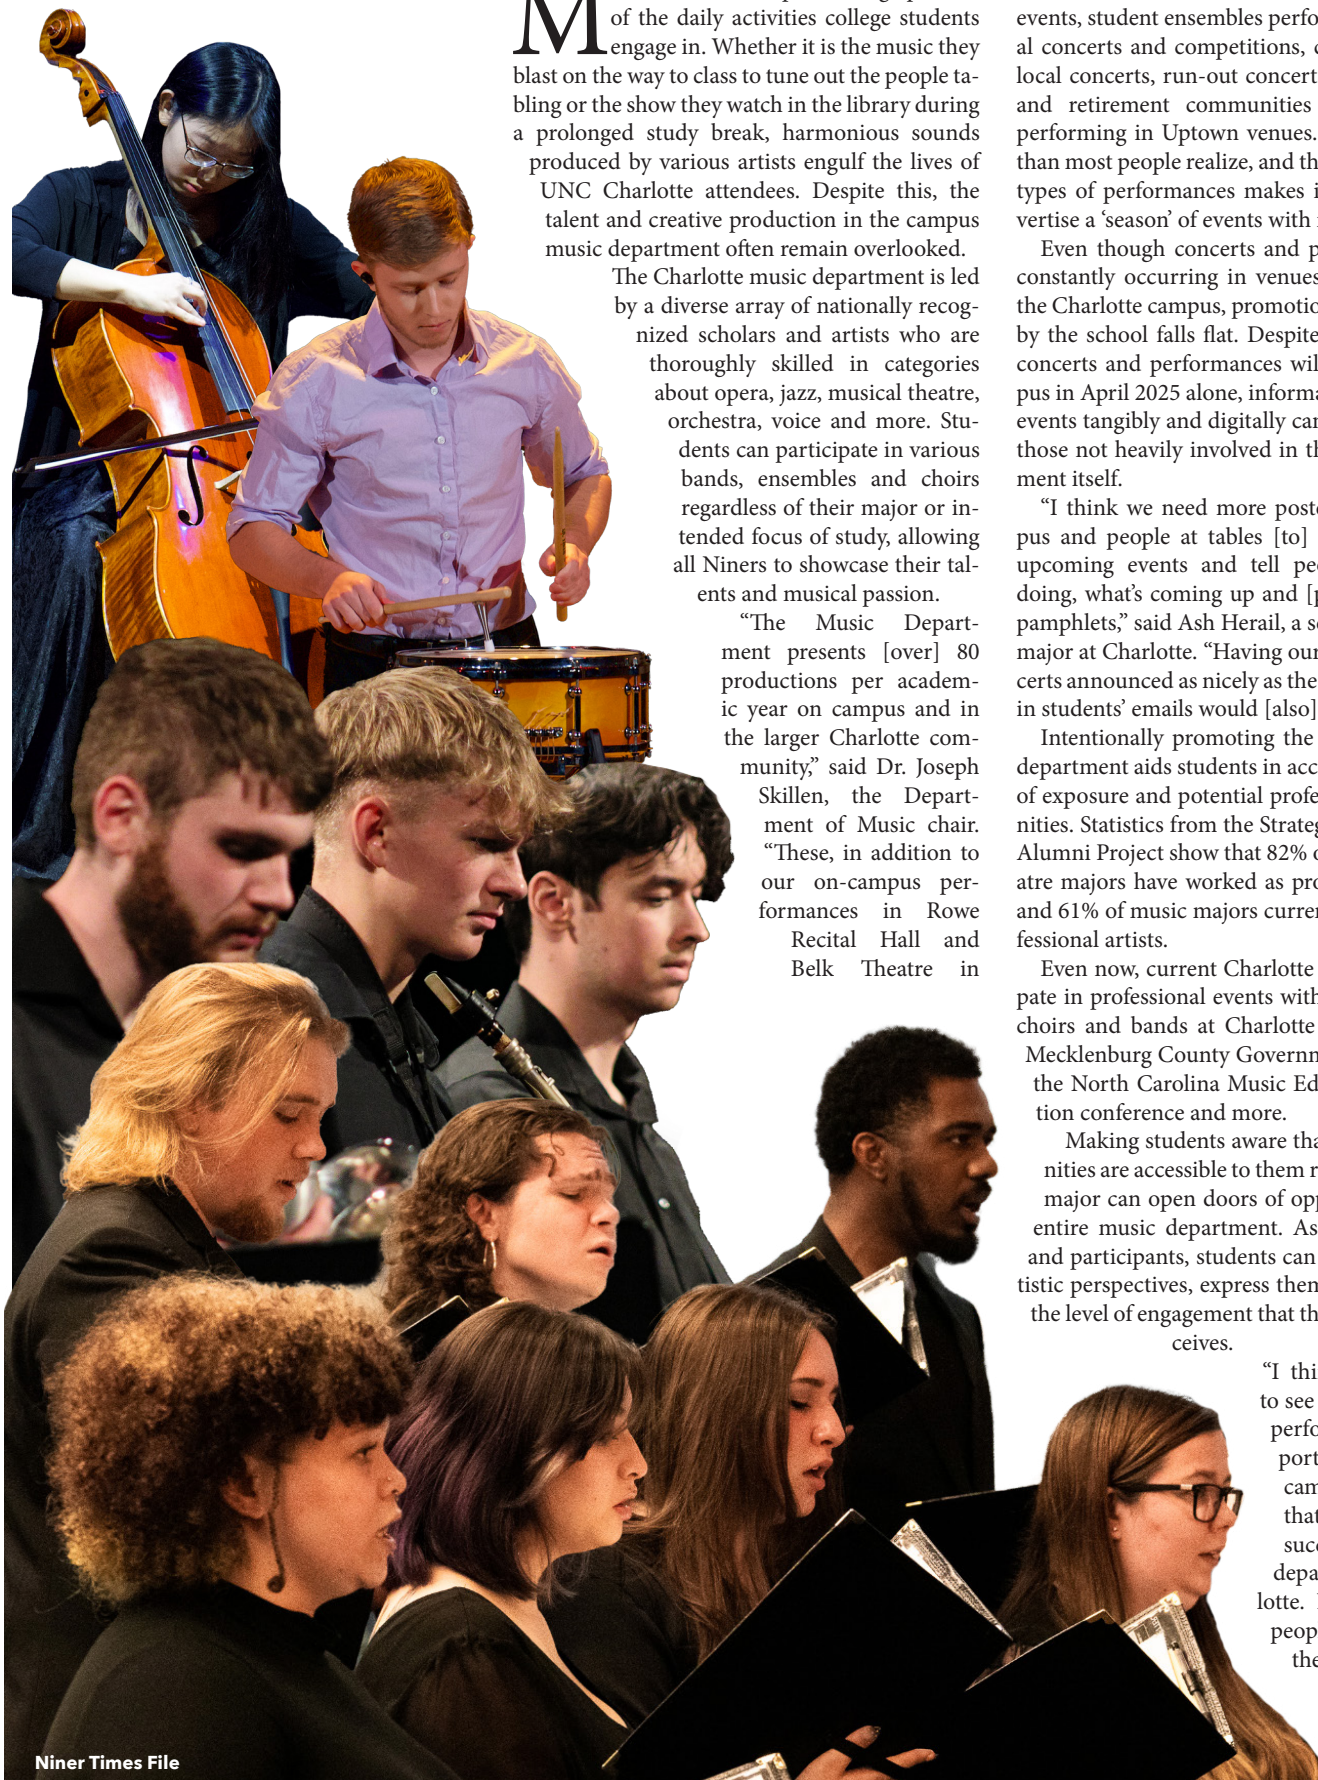 M
of the daily activities college students
engage in. Whether it is the music they
blast on the way to class to tune out the people ta-
bling or the show they watch in the library during
a prolonged study break, harmonious sounds
produced by various artists engulf the lives of
UNC Charlotte attendees. Despite this, the
talent and creative production in the campus
music department often remain overlooked.
The Charlotte music department is led
by a diverse array of nationally recog-
nized scholars and artists who are
thoroughly skilled in categories
about opera, jazz, musical theatre,
orchestra, voice and more. Stu-
dents can participate in various
bands, ensembles and choirs
regardless of their major or in-
tended focus of study, allowing
all Niners to showcase their tal-
ents and musical passion.
“The Music Depart-
ment presents [over] 80
productions per academ-
ic year on campus and in
the larger Charlotte com-
munity,” said Dr. Joseph
Skillen, the Depart-
ment of Music chair.
“These, in addition to
our on-campus per-
formances in Rowe
Recital Hall and
Belk Theatre in
events, student ensembles perfo
al concerts and competitions,
local concerts, run-out concert
and retirement communities
performing in Uptown venues.
than most people realize, and th
types of performances makes i
vertise a ‘season’ of events with
Even though concerts and p
constantly occurring in venues
the Charlotte campus, promotio
by the school falls flat. Despite
concerts and performances wil
pus in April 2025 alone, informa
events tangibly and digitally can
those not heavily involved in th
ment itself.
“I think we need more poste
pus and people at tables [to]
upcoming events and tell peo
doing, what’s coming up and [p
pamphlets,” said Ash Herail, a s
major at Charlotte. “Having our
certs announced as nicely as the
in students’ emails would [also]
Intentionally promoting the
department aids students in acc
of exposure and potential profe
nities. Statistics from the Strateg
Alumni Project show that 82% o
atre majors have worked as pro
and 61% of music majors curren
fessional artists.
Even now, current Charlotte
pate in professional events with
choirs and bands at Charlotte
Mecklenburg County Governm
the North Carolina Music Ed
tion conference and more.
Making students aware tha
nities are accessible to them r
major can open doors of opp
entire music department. As
and participants, students can
tistic perspectives, express them
the level of engagement that th
ceives.
“I thi
to see
perfo
port
cam
that
succ
depa
lotte.
peop
the
Niner Times File